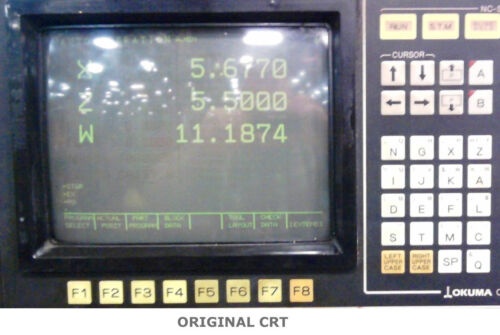 X 5.6770
Z 5.5000
W 11.1874
PROGRAM SELECT
ACTUAL POSIT
PART PROGRAM
BLOCK DATA
TOOL LAYOUT
CHECK DATA
[EXTEND]
F1 F2 F3 F4 F5 F6 F7 F8
RUN
CURSOR
A
B
N G X Z
I J K A
D E F L
S T M C
LEFT UPPER CASE
RIGHT UPPER CASE
SP
Q
OKUMA
ORIGINAL CRT